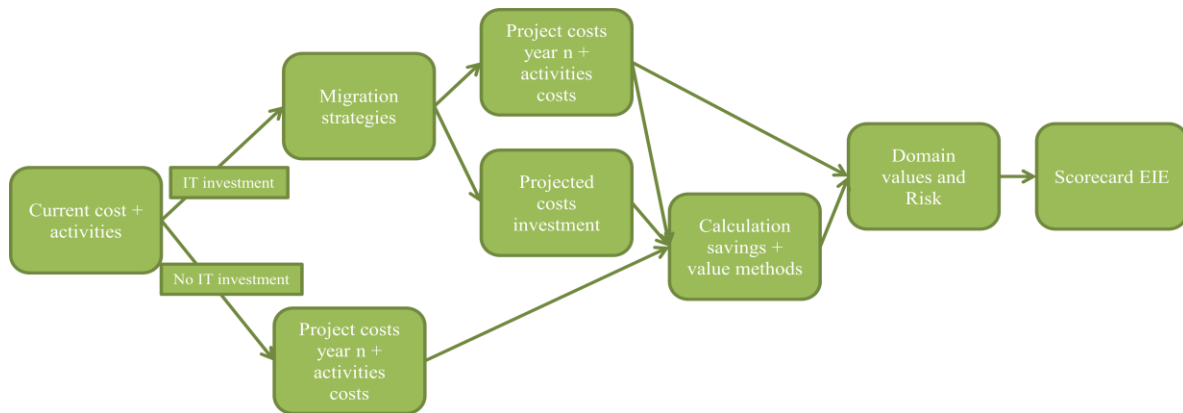 Project costs
year n +
activities
costs
Migration
strategies
IT investment
Projected
costs
investment
Domain
values and
Risk
Scorecard EIE
Current cost +
activities
Calculation
savings +
value methods
No IT investment
Project costs
year n +
activities
costs